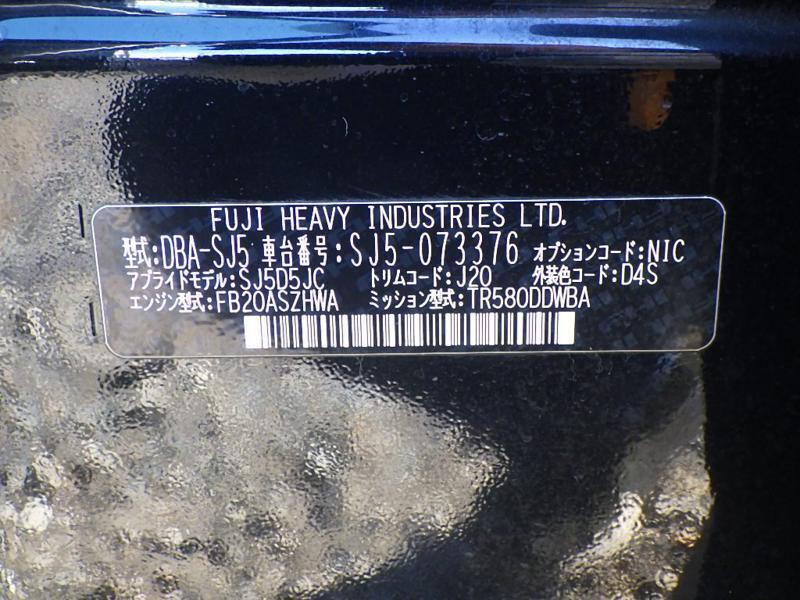 FUJI HEAVY INDUSTRIES LTD.
型式:DBA-SJ5 車台番号:SJ5-073376 オプションコード:NIC
アプライドモデル:SJ5D5JC トリムコード:J20 外装色コード:D4S
エンジン型式:FB20ASZHWA ミッション型式:TR580DDWBA